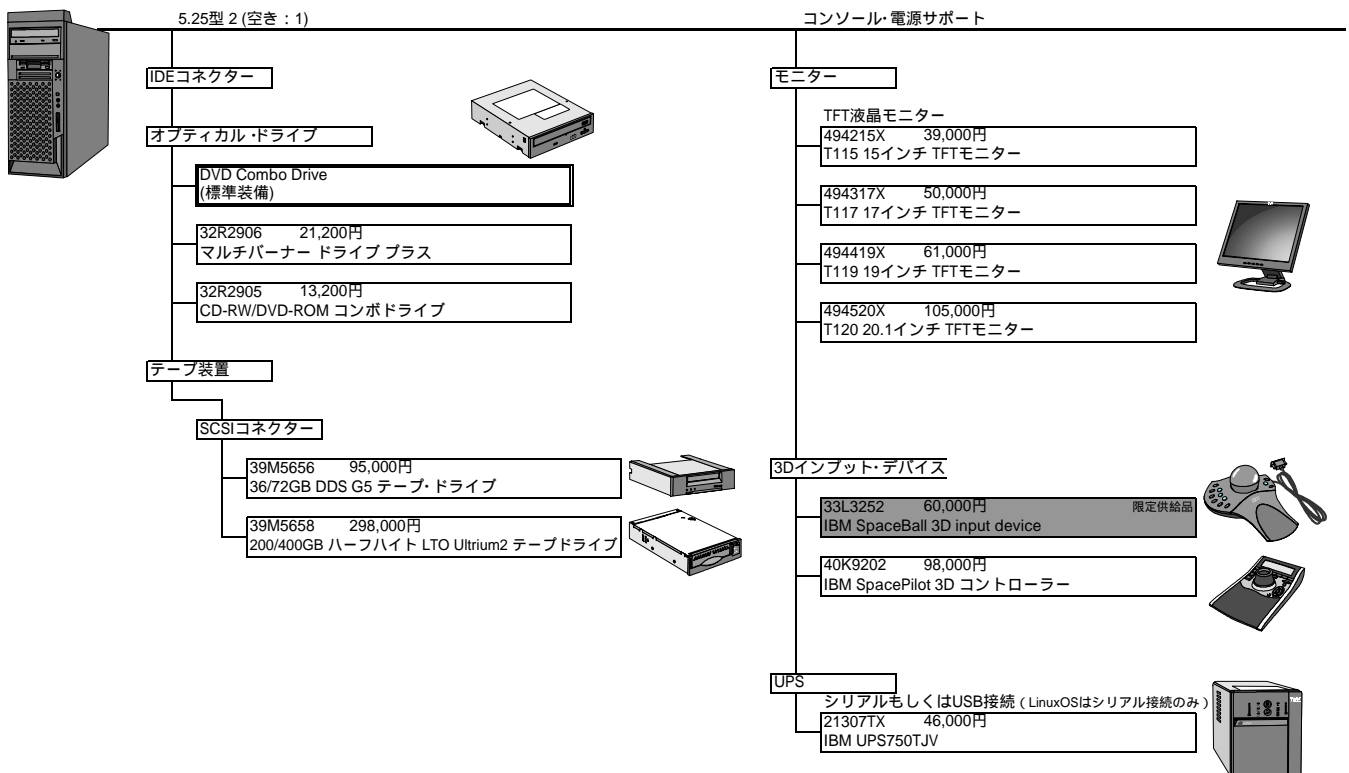 5.25型 2 (空き：1)
IDEコネクター
オプティカル・ドライブ
DVD Combo Drive
(標準装備)
32R2906 21,200円
マルチバーナー ドライブ プラス
32R2905 13,200円
CD-RW/DVD-ROM コンボドライブ
テープ装置
SCSIコネクター
39M5656 95,000円
36/72GB DDS G5 テープ・ドライブ
39M5658 298,000円
200/400GB ハーフハイト LTO Ultrium2 テープドライブ
コンソール・電源サポート
モニター
TFT液晶モニター
494215X 39,000円
T115 15インチ TFTモニター
494317X 50,000円
T117 17インチ TFTモニター
494419X 61,000円
T119 19インチ TFTモニター
494520X 105,000円
T120 20.1インチ TFTモニター
3Dインプット・デバイス
33L3252 60,000円 限定供給品
IBM SpaceBall 3D input device
40K9202 98,000円
IBM SpacePilot 3D コントローラー
UPS
シリアルもしくはUSB接続（LinuxOSはシリアル接続のみ）
21307TX 46,000円
IBM UPS750TJV